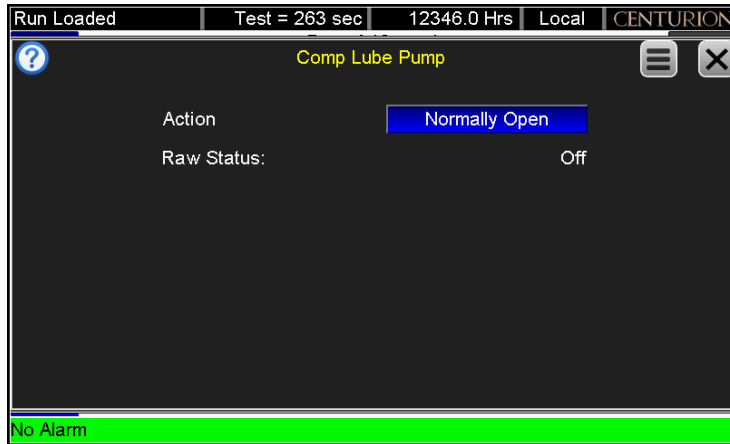 Run Loaded Test = 263 sec 12346.0 Hrs Local CENTURION
? Comp Lube Pump
Action Normally Open
Raw Status: Off
No Alarm